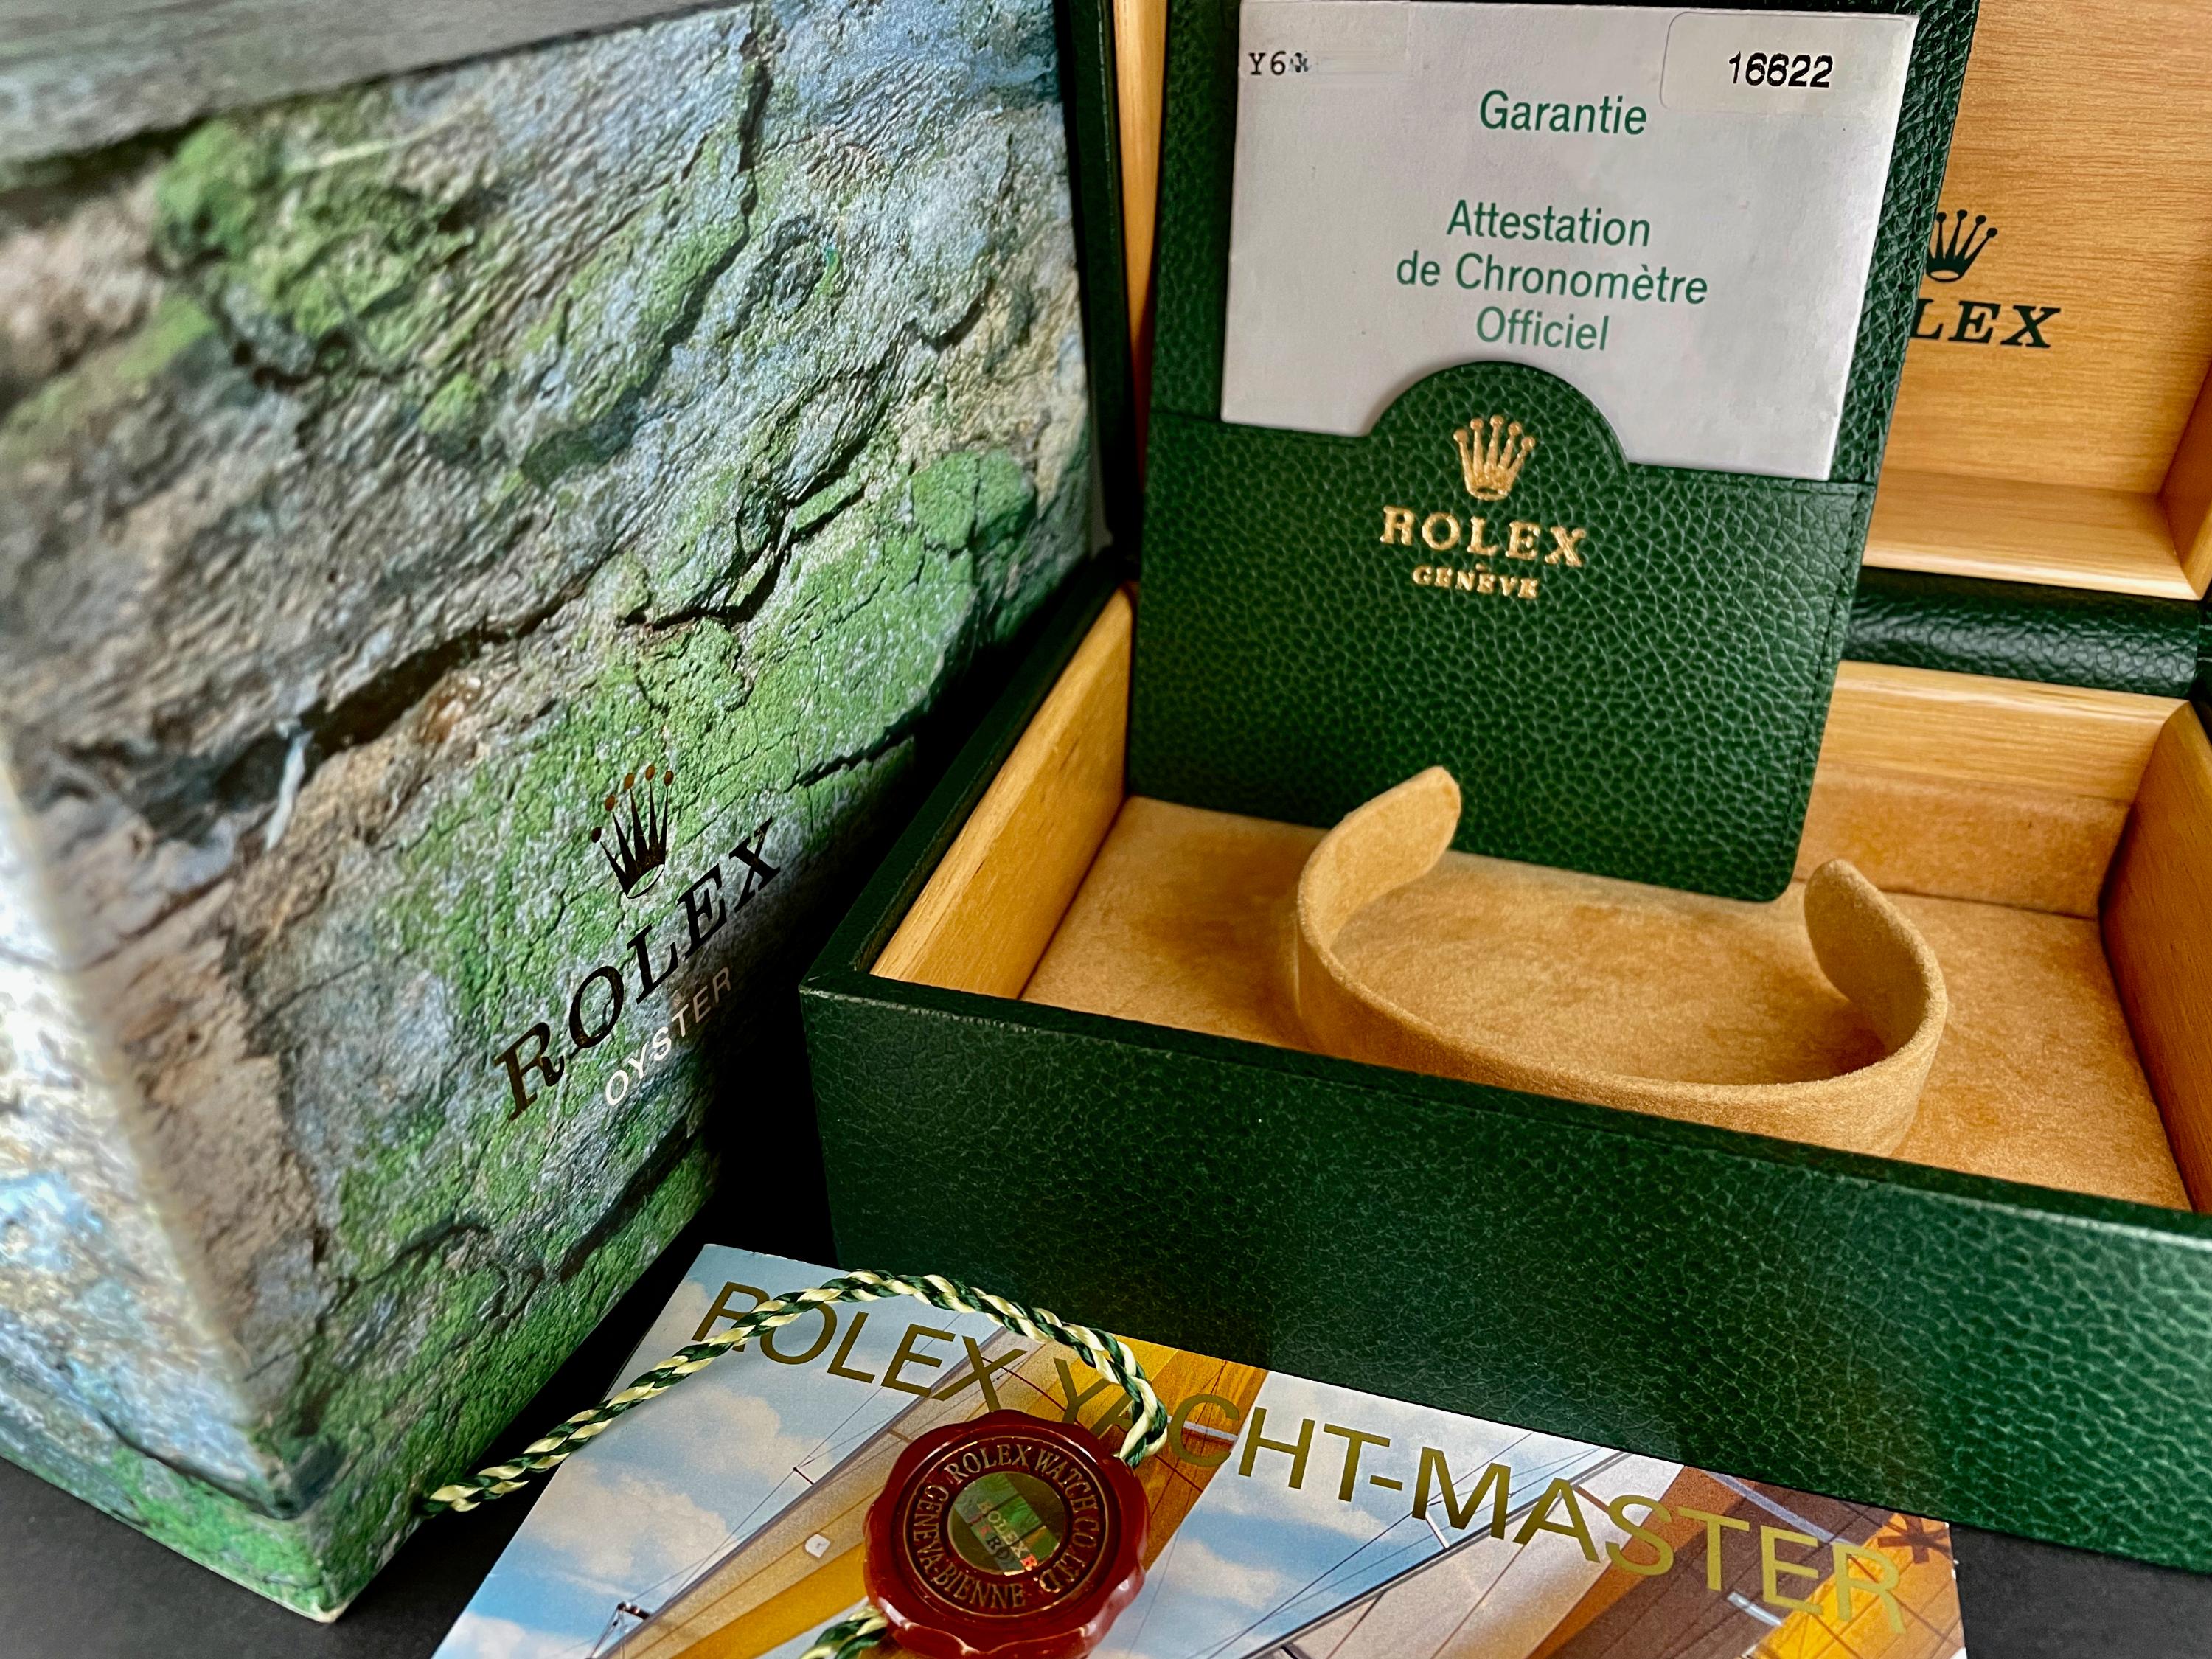 Y6
16622
Garantie
Attestation
de Chronomètre
Officiel
ROLEX
GENÈVE
LEX
ROLEX
OYSTER
ROLEX YACHT-MASTER
ROLEX WATCH CO LTD
GENEVA·BIENNE
ROLEX